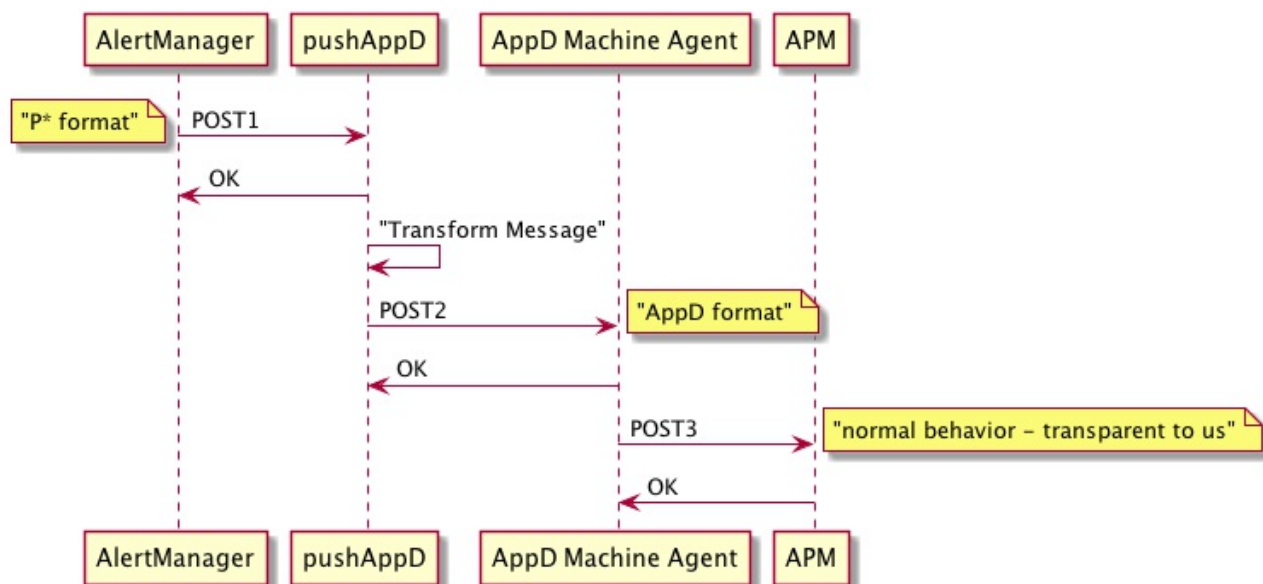 AlertManager pushAppD AppD Machine Agent APM
"P* format" POST1
OK
"Transform Message"
POST2 "AppD format"
OK
POST3 "normal behavior – transparent to us"
OK
AlertManager pushAppD AppD Machine Agent APM